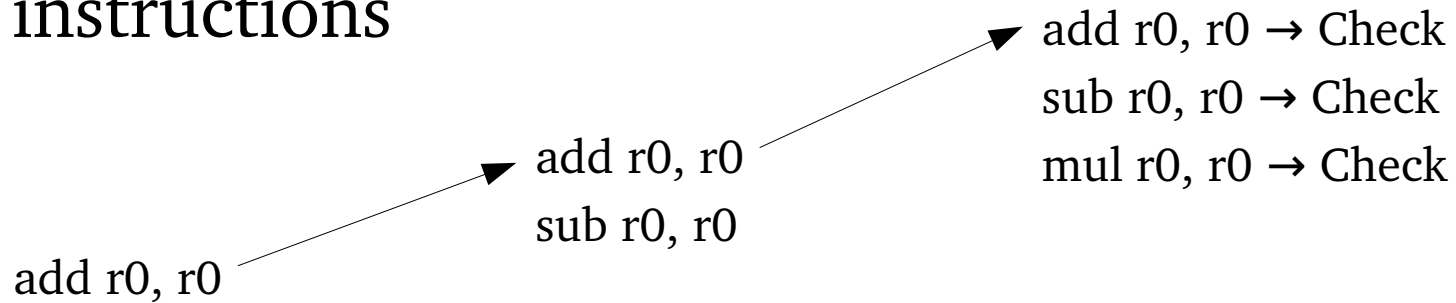 instructions
add r0, r0
add r0, r0
sub r0, r0
add r0, r0 → Check
sub r0, r0 → Check
mul r0, r0 → Check